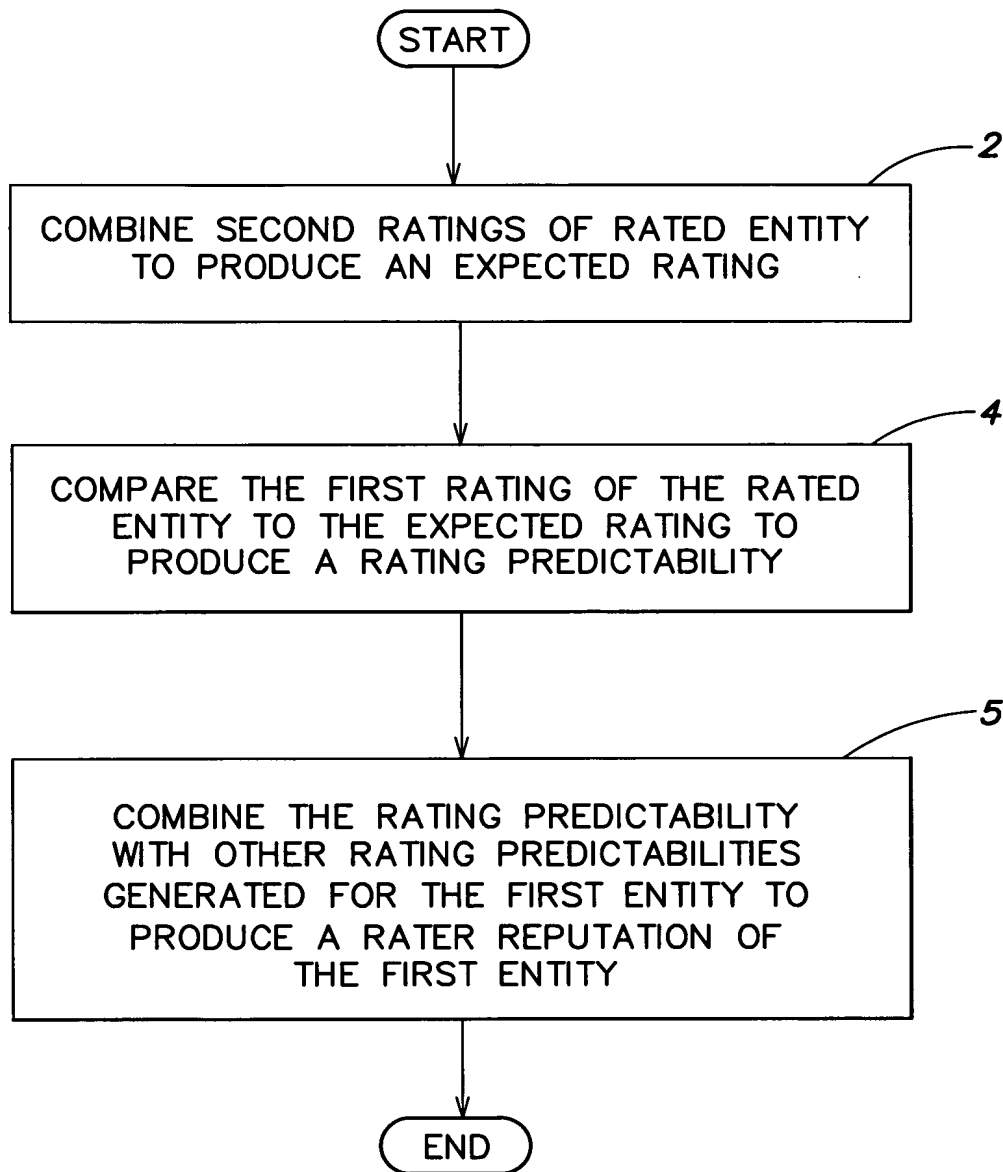 START
2
COMBINE SECOND RATINGS OF RATED ENTITY
TO PRODUCE AN EXPECTED RATING
4
COMPARE THE FIRST RATING OF THE RATED
ENTITY TO THE EXPECTED RATING TO
PRODUCE A RATING PREDICTABILITY
5
COMBINE THE RATING PREDICTABILITY
WITH OTHER RATING PREDICTABILITIES
GENERATED FOR THE FIRST ENTITY TO
PRODUCE A RATER REPUTATION OF
THE FIRST ENTITY
END